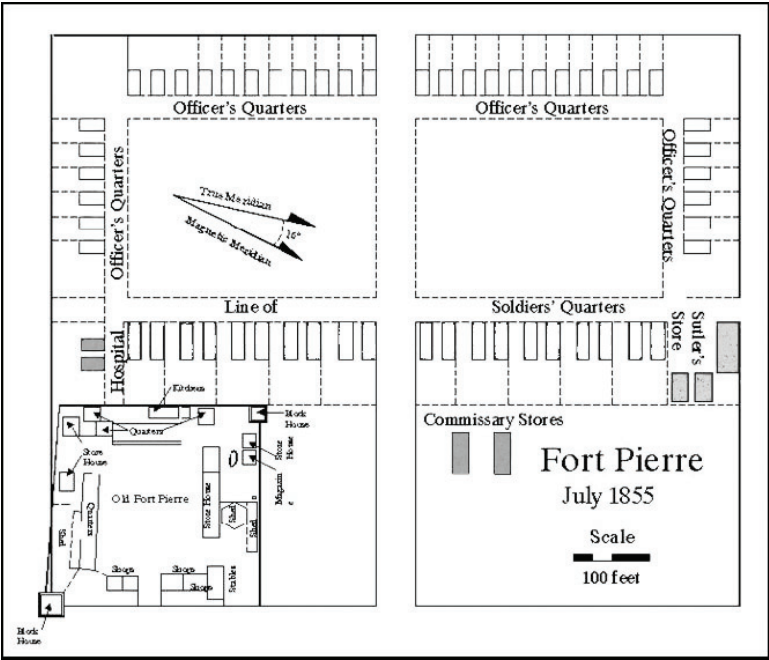 Officer's Quarters
Officer's Quarters
Officer's Quarters
Officer's Quarters
True Meridian
16°
Magnetic Meridian
Line of
Soldiers' Quarters
Hospital
Store
Sutler's
Kitchen
Block
House
Quarters
Store
House
Store House
Magazin
e
Commissary Stores
Fort Pierre
July 1855
Scale
100 feet
Old Fort Pierre
Store House
Shed
Shed
Quarters
Shed
Shops
Shops
Shops
Stables
Block
House